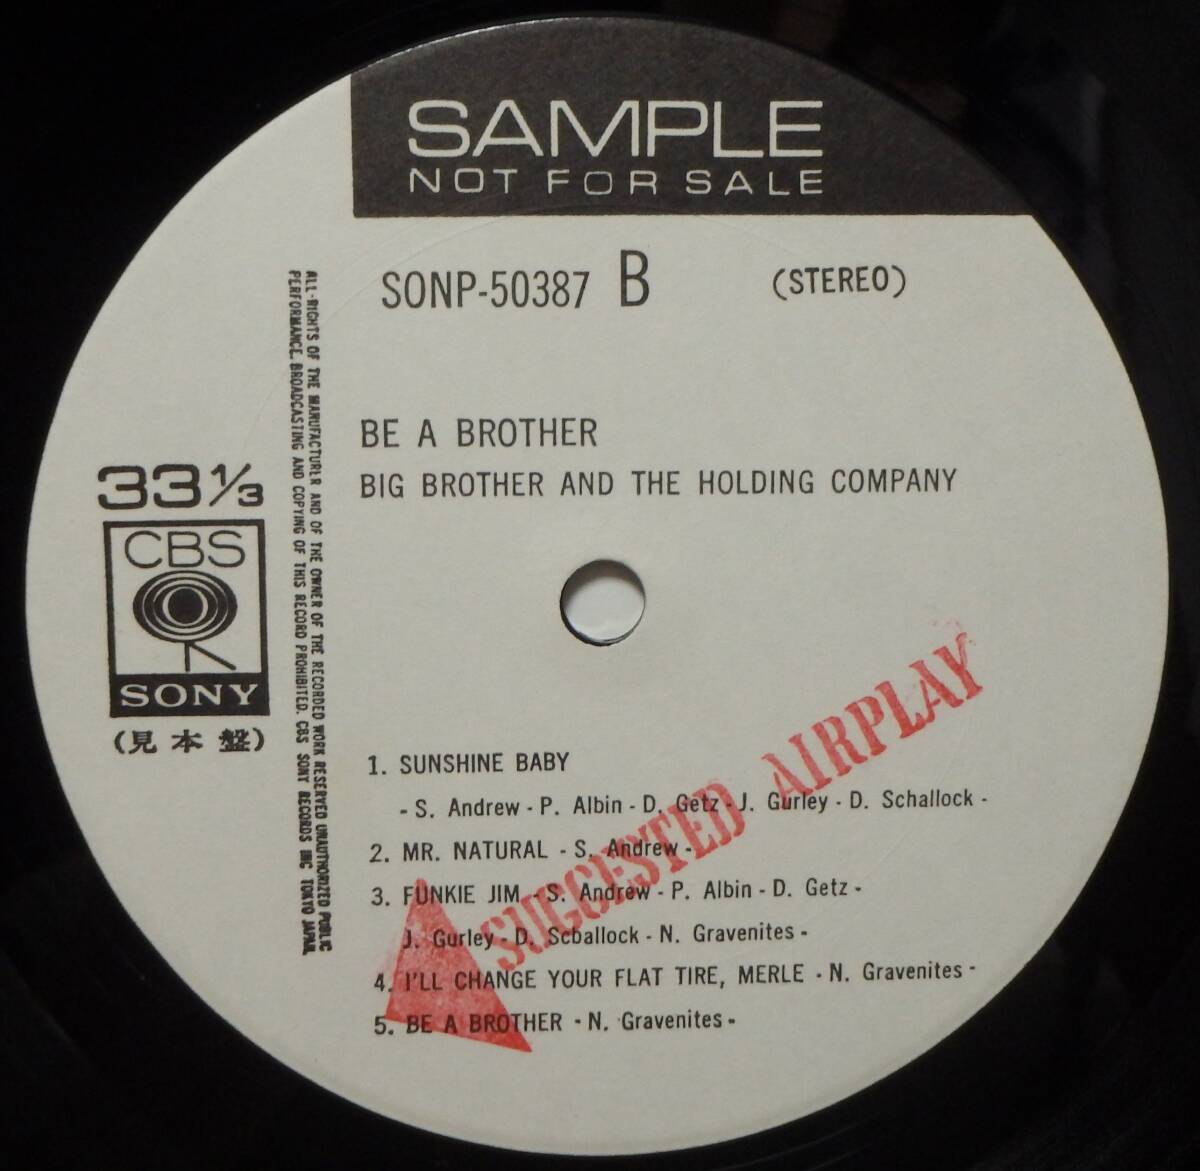 SAMPLE
NOT FOR SALE
SONP-50387 B (STEREO)
BE A BROTHER
BIG BROTHER AND THE HOLDING COMPANY
33 1/3
CBS
SONY
(見本盤)
ALL-RIGHTS OF THE MANUFACTURER AND OF THE OWNER OF THE RECORDED WORK RESERVED UNAUTHORIZED PUBLIC
PERFORMANCE, BROADCASTING AND COPYING OF THIS RECORD PROHIBITED. CBS SONY RECORDS INC TOKYO JAPAN.
1. SUNSHINE BABY
- S. Andrew - P. Albin - D. Getz - J. Gurley - D. Schallock -
2. MR. NATURAL - S. Andrew -
3. FUNKIE JIM - S. Andrew - P. Albin - D. Getz -
J. Gurley - D. Scballock - N. Gravenites -
4. I'LL CHANGE YOUR FLAT TIRE, MERLE - N. Gravenites -
5. BE A BROTHER - N. Gravenites -
SUGGESTED AIRPLAY